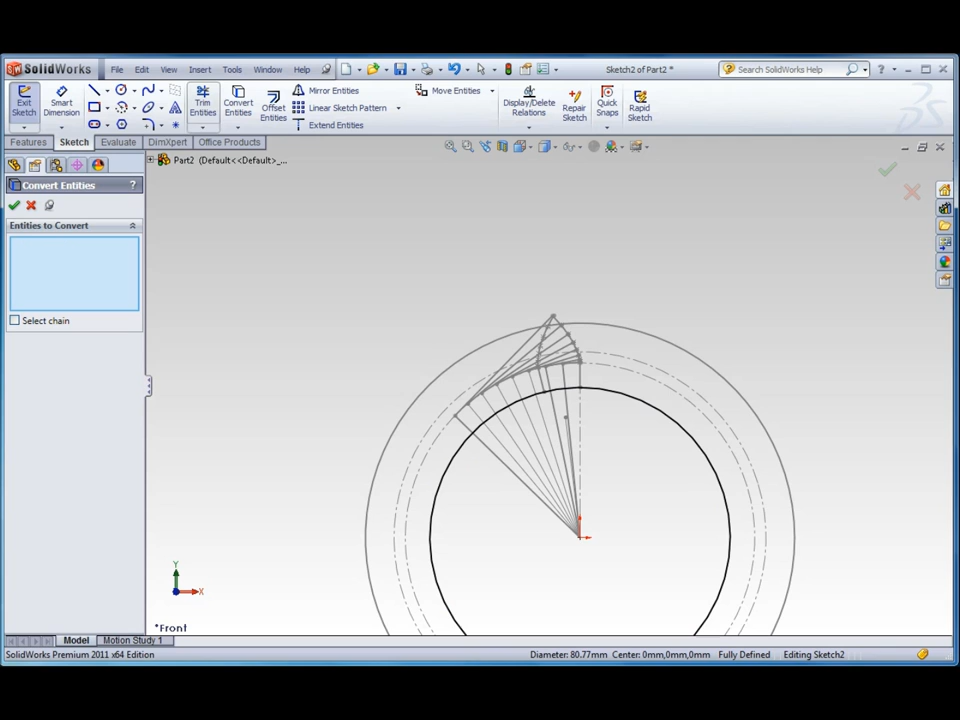 SolidWorks File Edit View Insert Tools Window Help Sketch2 of Part2 * Search SolidWorks Help
Exit Sketch
Smart Dimension
Trim Entities
Convert Entities
Offset Entities
Mirror Entities
Linear Sketch Pattern
Extend Entities
Move Entities
Display/Delete Relations
Repair Sketch
Quick Snaps
Rapid Sketch
Features Sketch Evaluate DimXpert Office Products
Part2 (Default<<Default>_...
Convert Entities ?
Entities to Convert
Select chain
Y
X
*Front
Model Motion Study 1
SolidWorks Premium 2011 x64 Edition Diameter: 80.77mm Center: 0mm,0mm,0mm Fully Defined Editing Sketch2